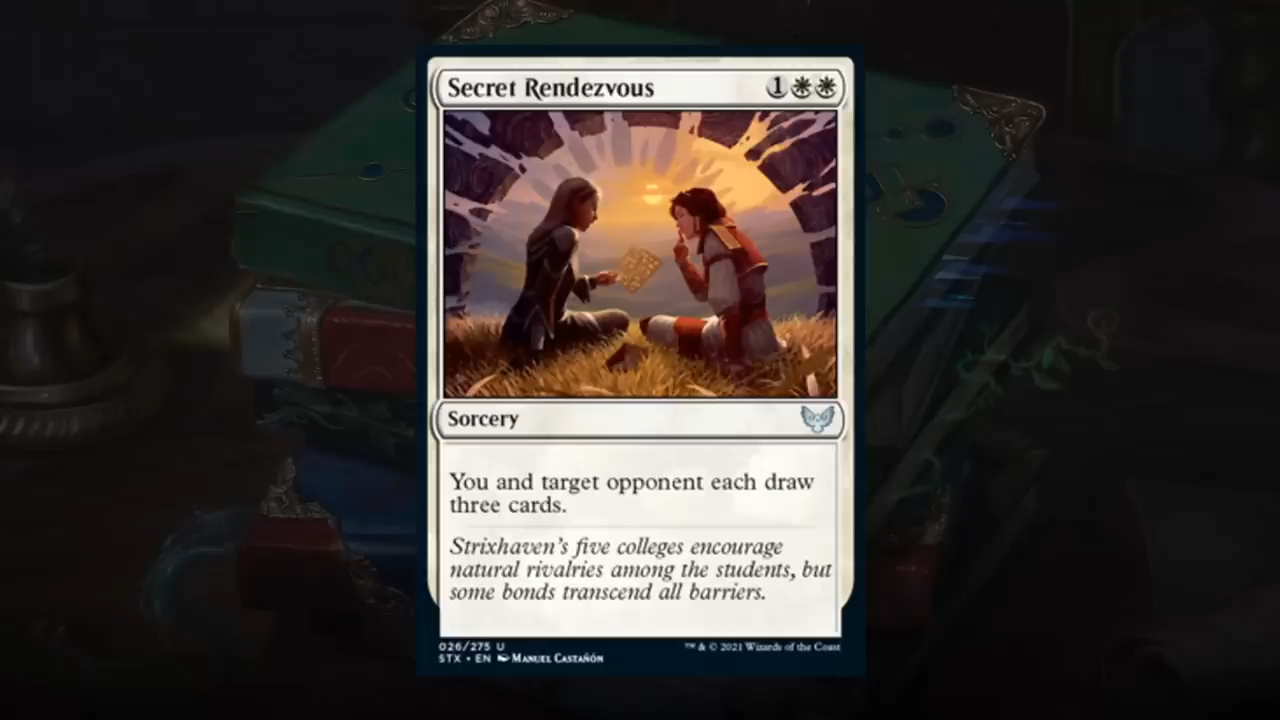 Secret Rendezvous 1
Sorcery
You and target opponent each draw
three cards.
Strixhaven's five colleges encourage
natural rivalries among the students, but
some bonds transcend all barriers.
026/275 U
™ & © 2021 Wizards of the Coast
STX • EN MANUEL CASTAÑÓN